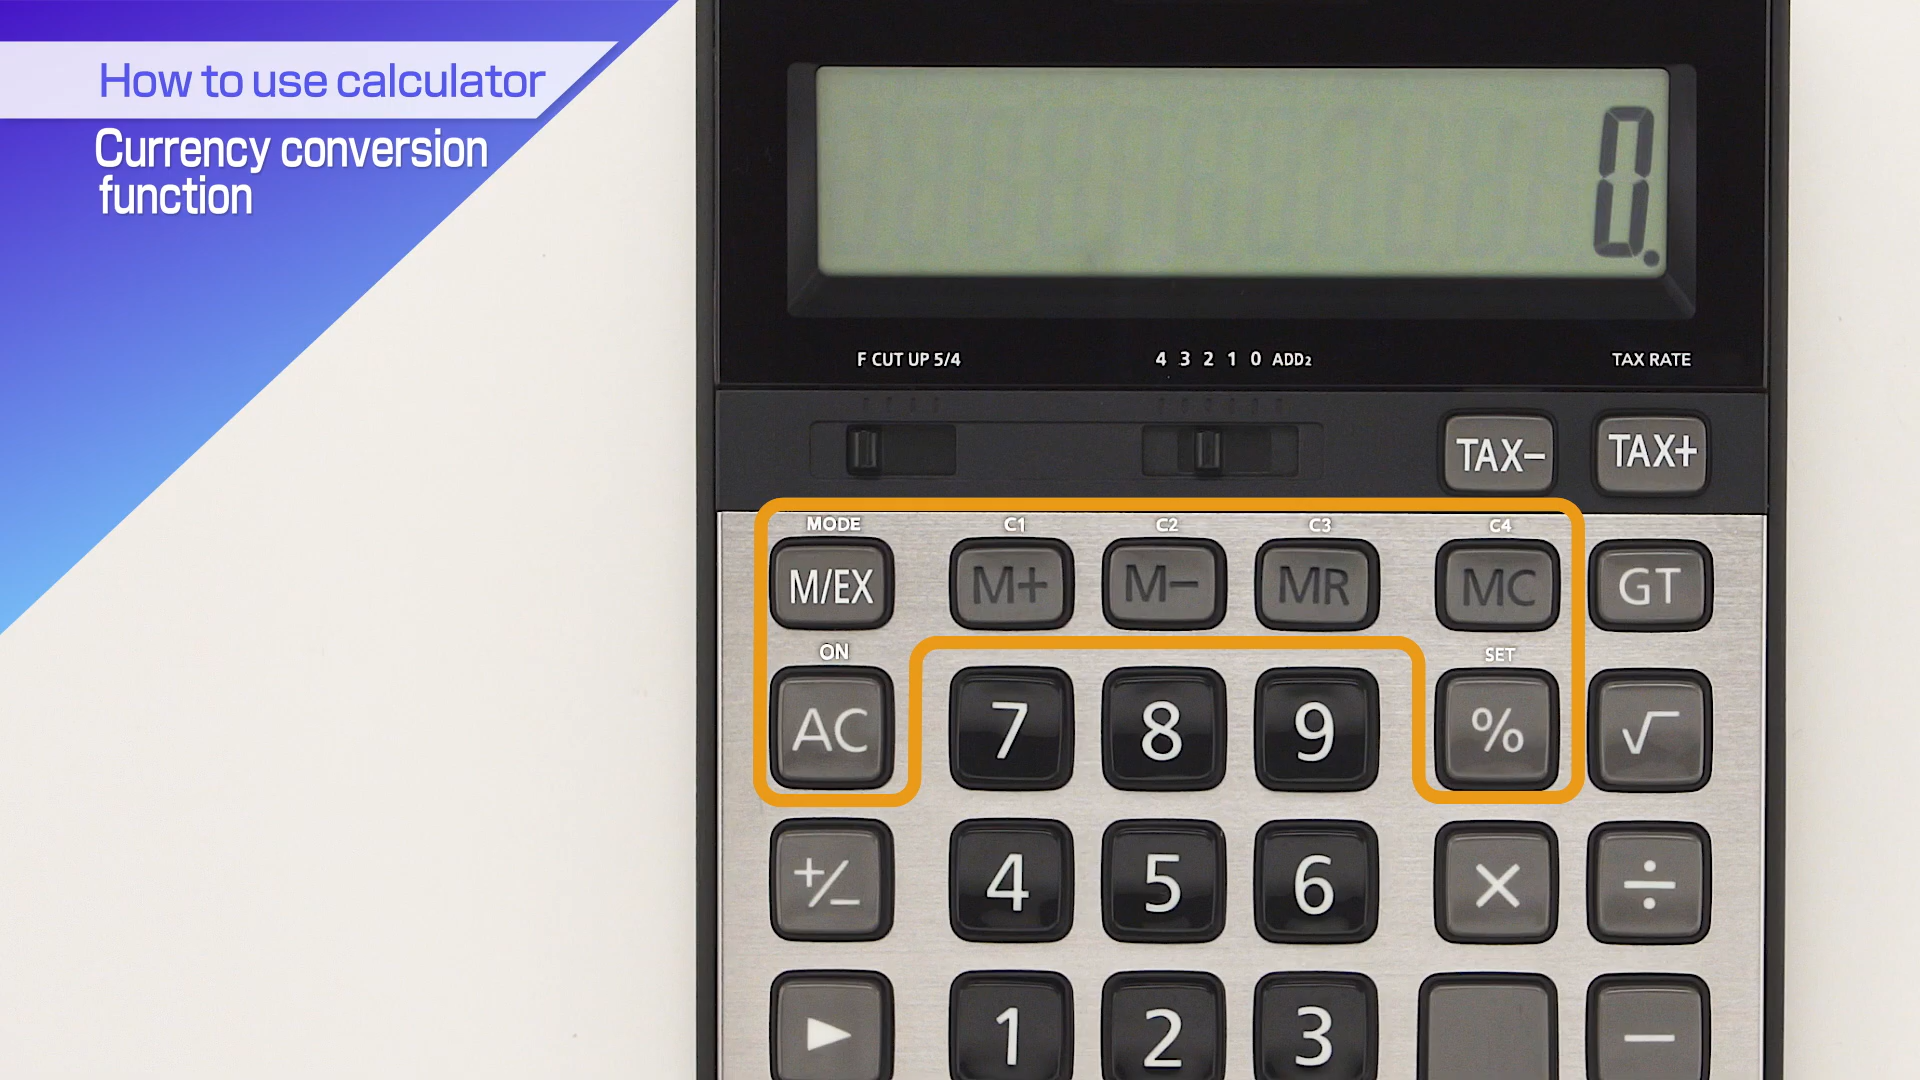 How to use calculator
Currency conversion
function
0.
F CUT UP 5/4
4 3 2 1 0 ADD2
TAX RATE
TAX- TAX+
MODE C1 C2 C3 C4
M/EX M+ M- MR MC GT
ON SET
AC 7 8 9 % √
+/- 4 5 6 × ÷
▶ 1 2 3 -